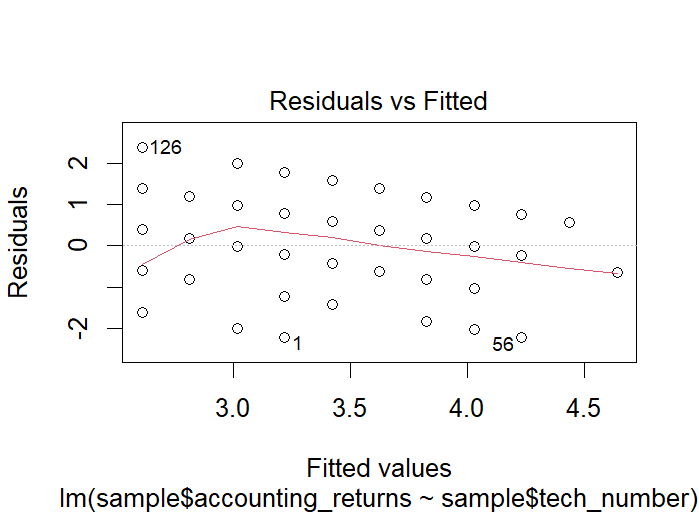 Residuals vs Fitted
Residuals
2
1
0
-2
126
1
56
3.0 3.5 4.0 4.5
Fitted values
lm(sample$accounting_returns ~ sample$tech_number)